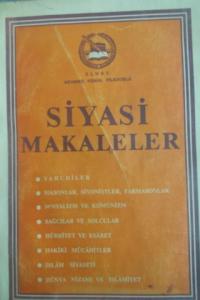 SİYASİ
MAKALELER
YAHUDİLER
MASONLAR, SİYONİSTLER, FARMASONLAR
SOSYALİZM VE KOMÜNİZM
SAĞCILAR VE SOLCULAR
HÜRRİYET VE ESARET
HAKİKİ MÜCAHİTLER
İSLÂM SİYASETİ
DÜNYA NİZAMI VE İSLÂMİYET